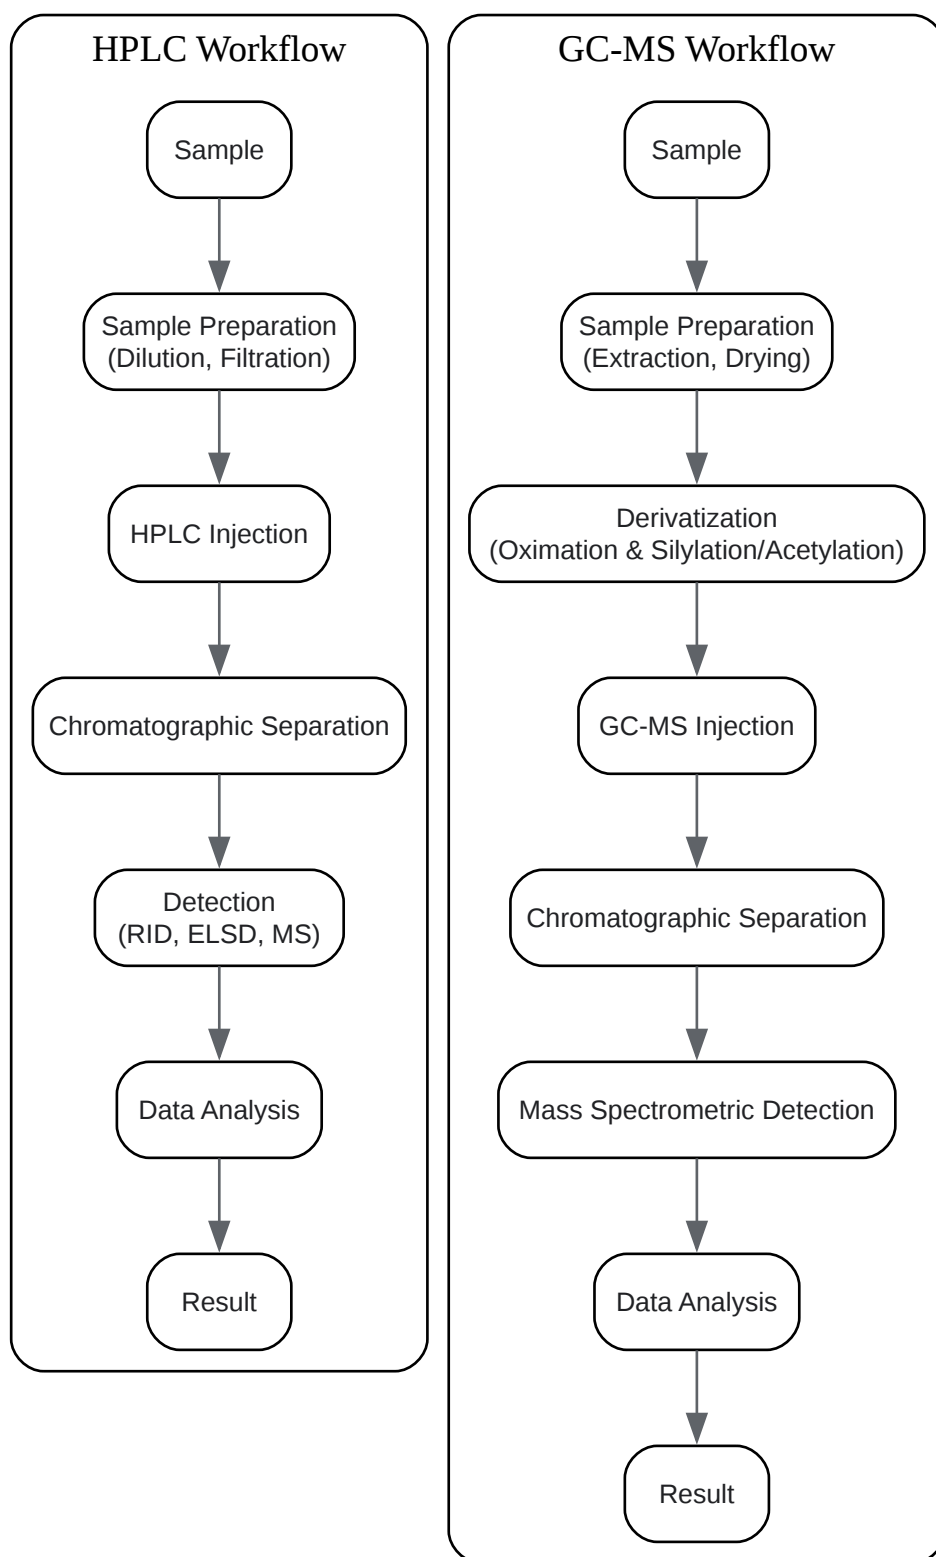 HPLC Workflow
Sample
Sample Preparation
(Dilution, Filtration)
HPLC Injection
Chromatographic Separation
Detection
(RID, ELSD, MS)
Data Analysis
Result
GC-MS Workflow
Sample
Sample Preparation
(Extraction, Drying)
Derivatization
(Oximation & Silylation/Acetylation)
GC-MS Injection
Chromatographic Separation
Mass Spectrometric Detection
Data Analysis
Result